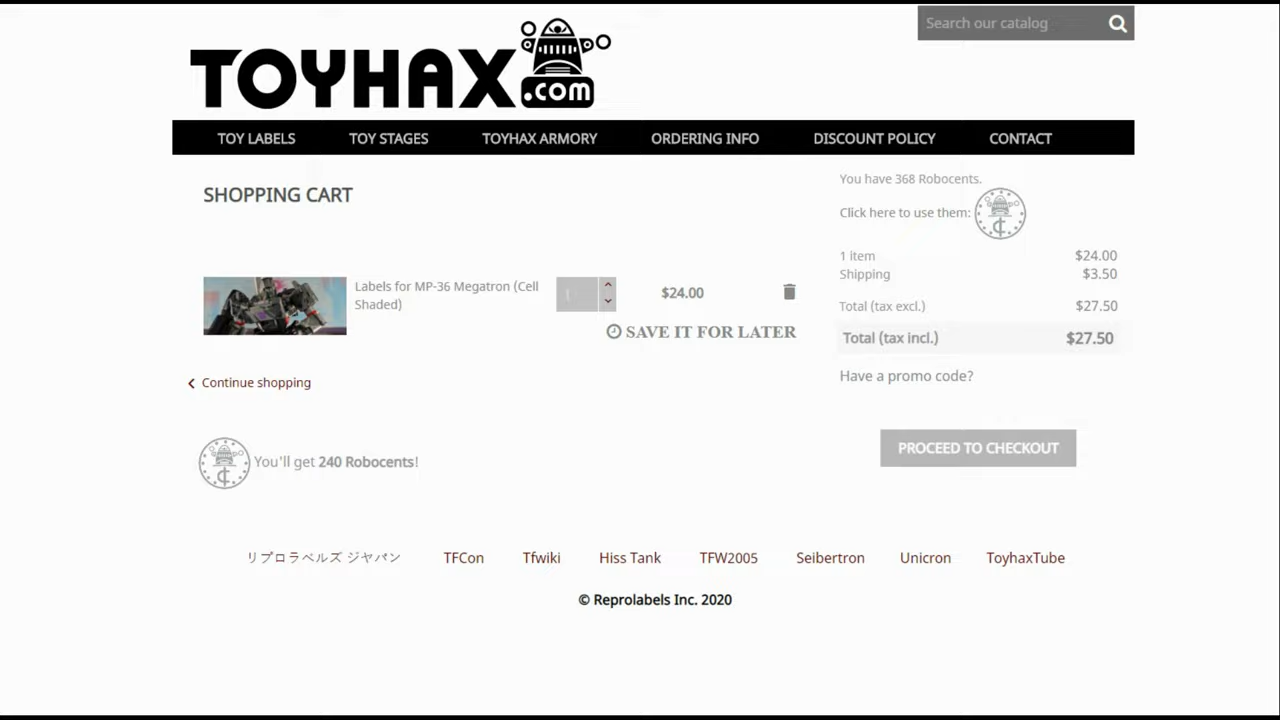 Search our catalog
TOYHAX
.com
TOY LABELS TOY STAGES TOYHAX ARMORY ORDERING INFO DISCOUNT POLICY CONTACT
SHOPPING CART
You have 368 Robocents.
Click here to use them:
1 item $24.00
Shipping $3.50
Total (tax excl.) $27.50
Total (tax incl.) $27.50
Have a promo code?
PROCEED TO CHECKOUT
Labels for MP-36 Megatron (Cell
Shaded)
$24.00
SAVE IT FOR LATER
Continue shopping
You'll get 240 Robocents!
リプロラベルズ ジャパン TFCon Tfwiki Hiss Tank TFW2005 Seibertron Unicron ToyhaxTube
© Reprolabels Inc. 2020